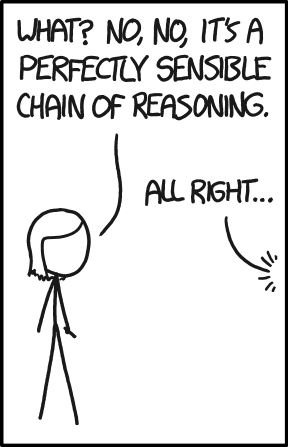 WHAT? NO, NO, IT'S A
PERFECTLY SENSIBLE
CHAIN OF REASONING.
ALL RIGHT...